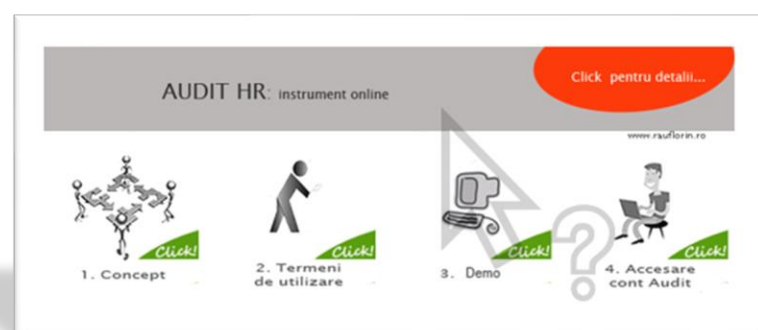 AUDIT HR: instrument online
Click pentru detalii...
www.rauflorin.ro
Click!
Click!
Click!
Click!
1. Concept
2. Termeni
de utilizare
3. Demo
4. Accesare
cont Audit